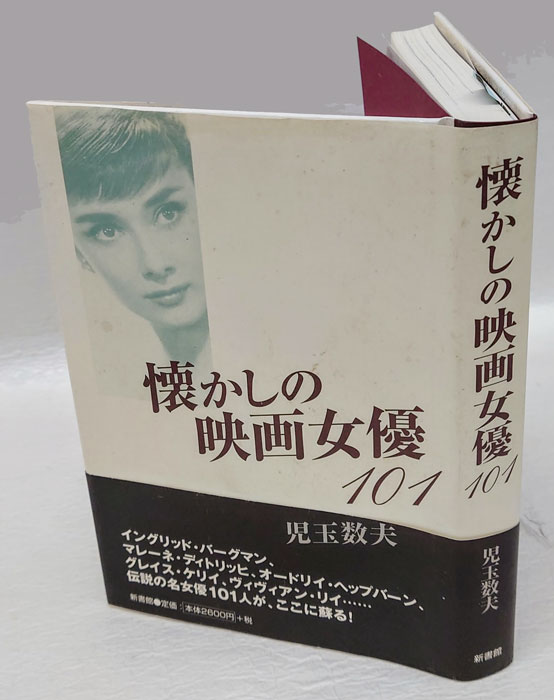 懐かしの
映画女優
101
児玉数夫
イングリッド・バーグマン、
マレーネ・ディトリッヒ、オードリイ・ヘップバーン、
グレイス・ケリイ、ヴィヴィアン・リイ……
伝説の名女優101人が、ここに蘇る!
新書館●定価:本体2600円+税
懐かしの映画女優101
児玉数夫
新書館